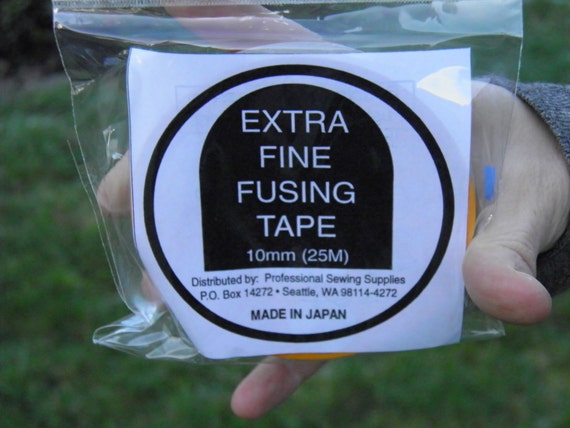 EXTRA
FINE
FUSING
TAPE
10mm (25M)
Distributed by: Professional Sewing Supplies
P.O. Box 14272 • Seattle, WA 98114-4272
MADE IN JAPAN